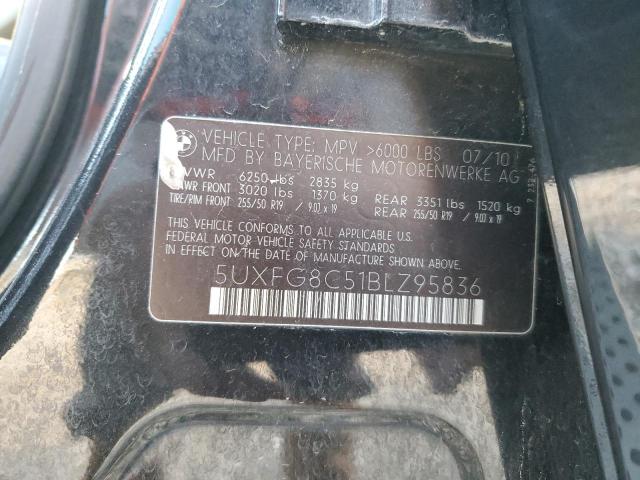 BMW
VEHICLE TYPE: MPV >6000 LBS 07/10
MFD BY BAYERISCHE MOTORENWERKE AG
VWR 6250 lbs 2835 kg
AWR FRONT 3020 lbs 1370 kg REAR 3351 lbs 1520 kg
TIRE/RIM FRONT 255/50 R19 / 9.0J x 19 REAR 255/50 R19 / 9.0J x 19
THIS VEHICLE CONFORMS TO ALL APPLICABLE U.S.
FEDERAL MOTOR VEHICLE SAFETY STANDARDS
IN EFFECT ON THE DATE OF MANUFACTURE SHOWN ABOVE.
5UXFG8C51BLZ95836